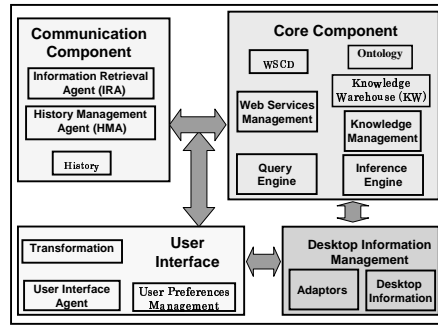 Communication
Component
Information Retrieval
Agent (IRA)
History Management
Agent (HMA)
History
Core Component
WSCD
Ontology
Knowledge
Warehouse (KW)
Web Services
Management
Knowledge
Management
Query
Engine
Inference
Engine
Transformation
User
Interface
User Interface
Agent
User Preferences
Management
Desktop Information
Management
Adaptors
Desktop
Information